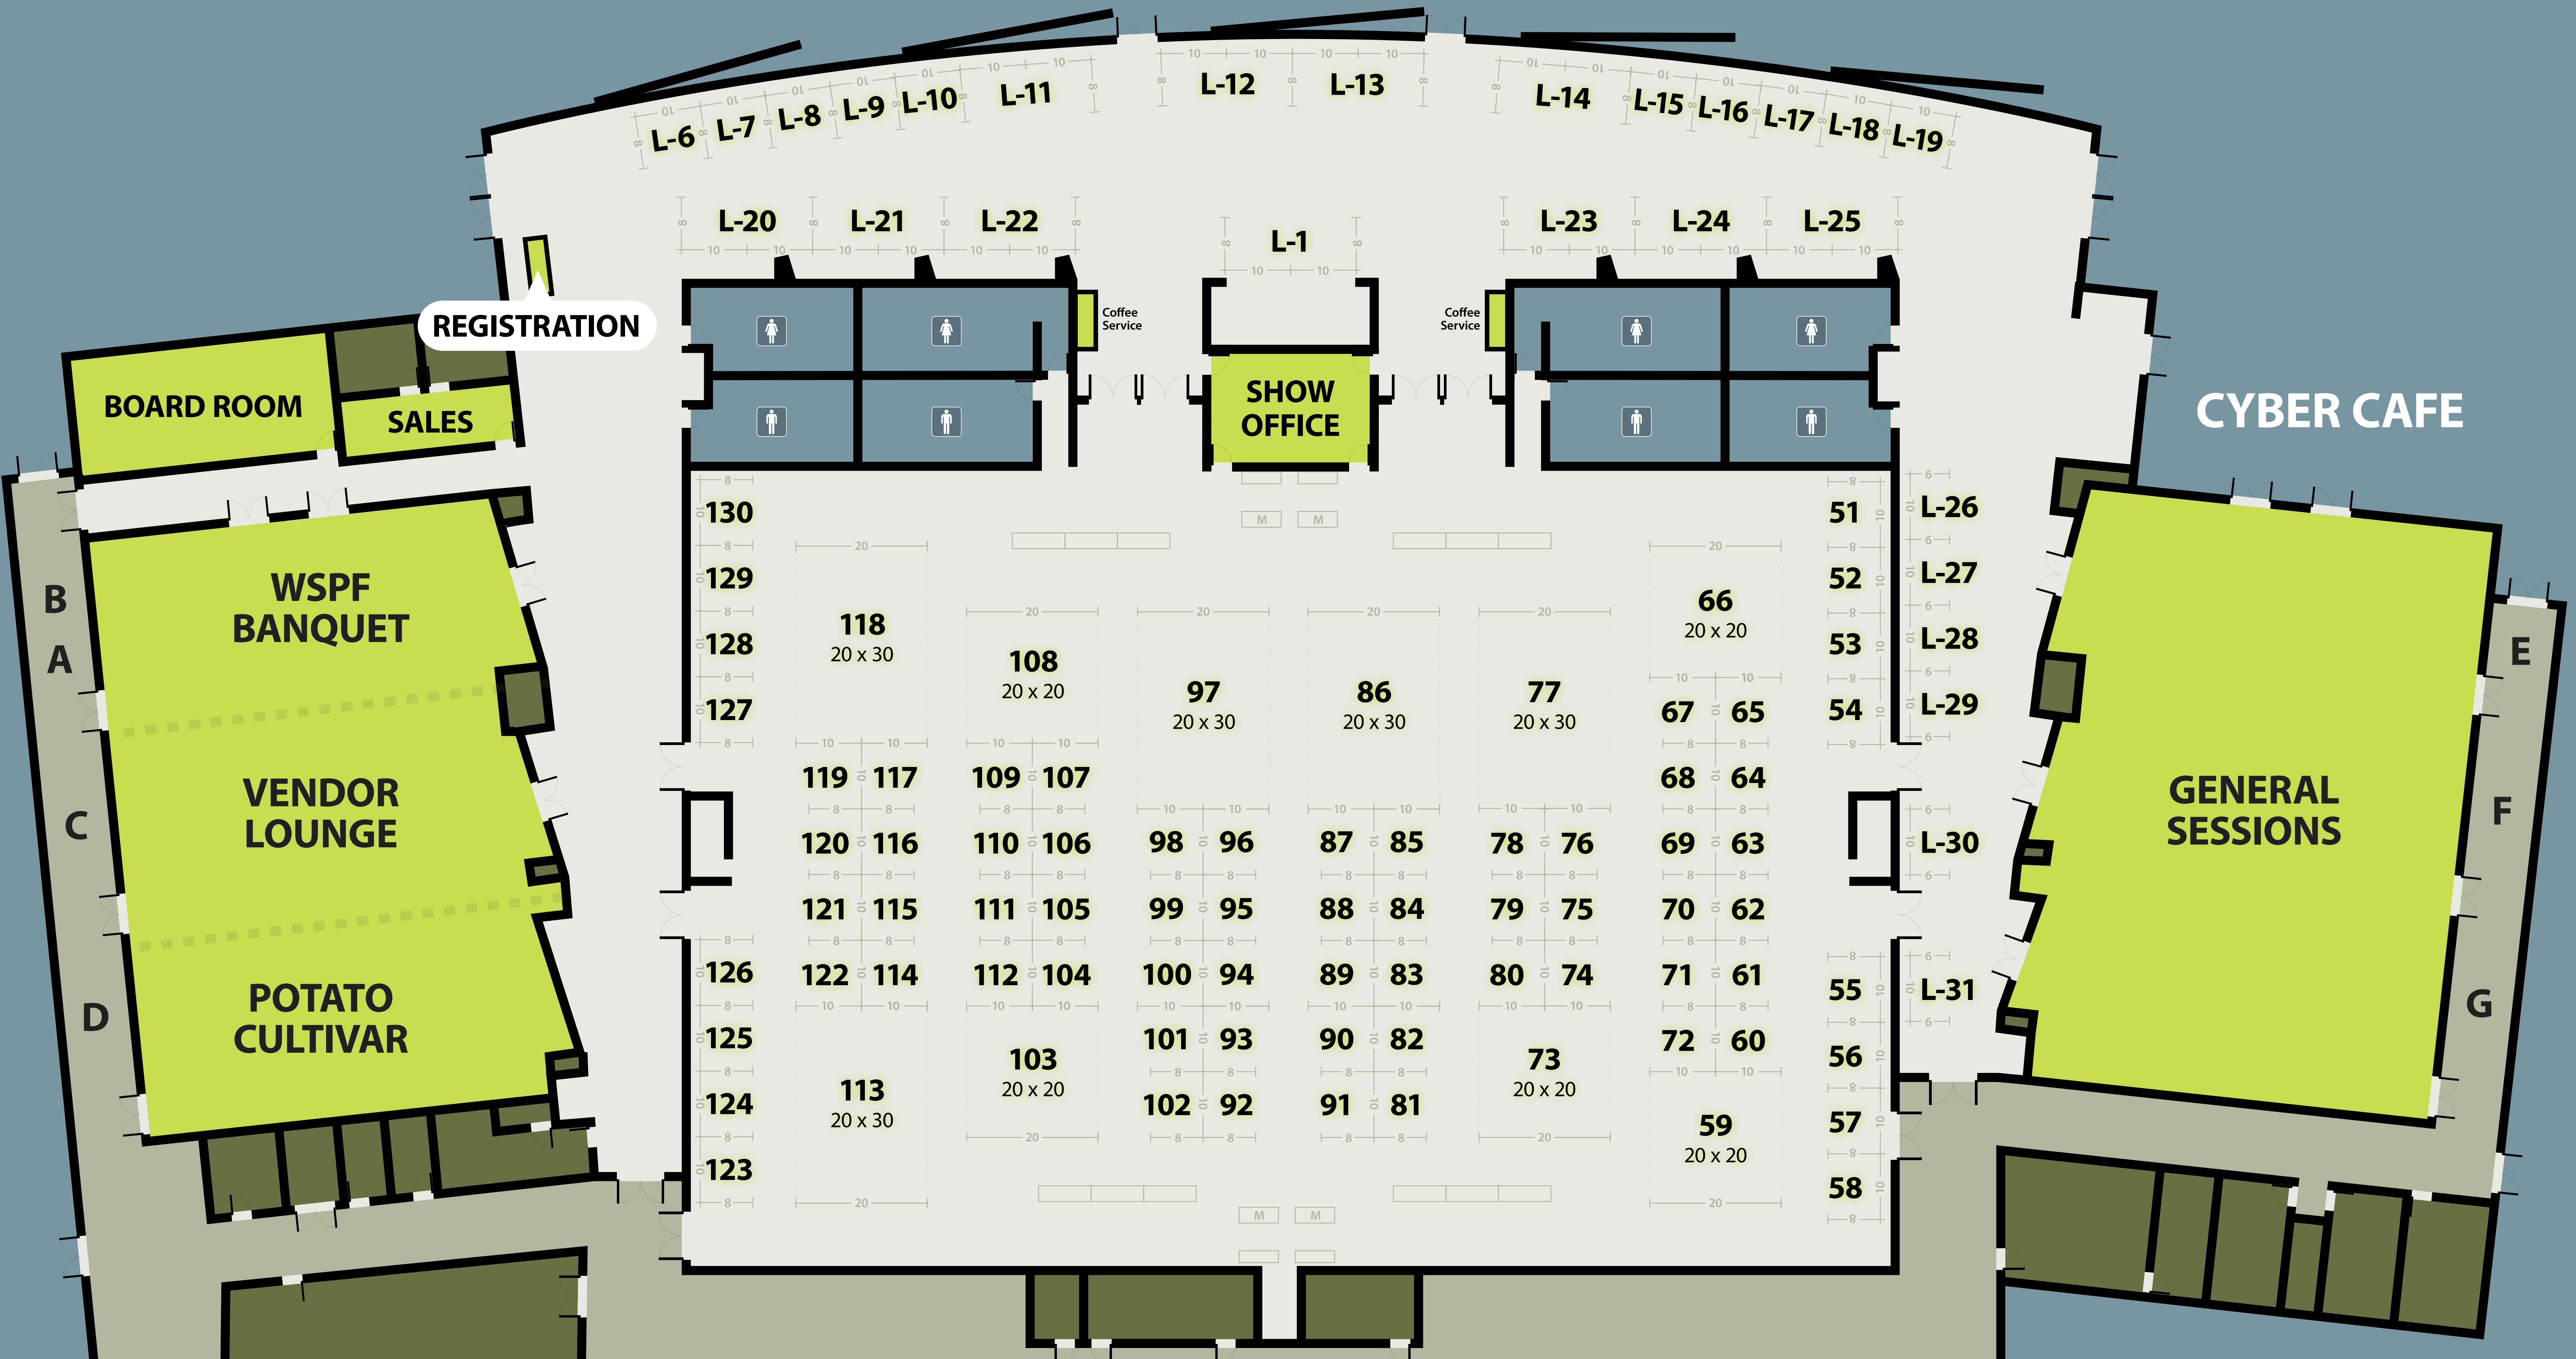 L-6 L-7 L-8 L-9 L-10 L-11 L-12 L-13 L-14 L-15 L-16 L-17 L-18 L-19
L-20 L-21 L-22 L-1 L-23 L-24 L-25
REGISTRATION
Coffee
Service
Coffee
Service
BOARD ROOM
SALES
SHOW
OFFICE
CYBER CAFE
B
A
C
D
WSPF
BANQUET
VENDOR
LOUNGE
POTATO
CULTIVAR
130
129
128
127
126
125
124
123
118
20 x 30
119 117
120 116
121 115
122 114
113
20 x 30
108
20 x 20
109 107
110 106
111 105
112 104
103
20 x 20
M M
97
20 x 30
98 96
99 95
100 94
101 93
102 92
86
20 x 30
87 85
88 84
89 83
90 82
91 81
M M
77
20 x 30
78 76
79 75
80 74
73
20 x 20
66
20 x 20
67 65
68 64
69 63
70 62
71 61
72 60
59
20 x 20
51
52
53
54
55
56
57
58
L-26
L-27
L-28
L-29
L-30
L-31
GENERAL
SESSIONS
E
F
G